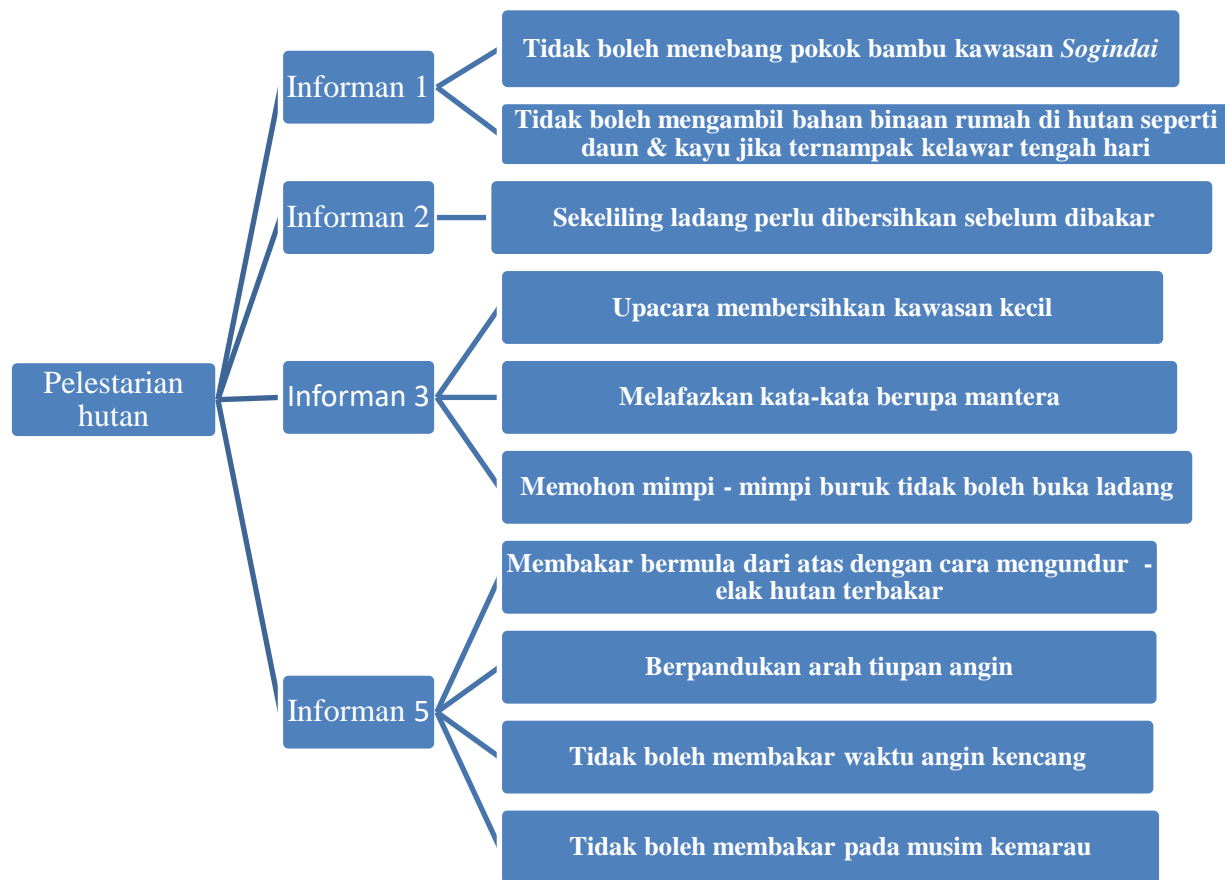 Pelestarian
hutan
Informan 1
Tidak boleh menebang pokok bambu kawasan Sogindai
Tidak boleh mengambil bahan binaan rumah di hutan seperti
daun & kayu jika ternampak kelawar tengah hari
Informan 2
Sekeliling ladang perlu dibersihkan sebelum dibakar
Informan 3
Upacara membersihkan kawasan kecil
Melafazkan kata-kata berupa mantera
Memohon mimpi - mimpi buruk tidak boleh buka ladang
Informan 5
Membakar bermula dari atas dengan cara mengundur -
elak hutan terbakar
Berpandukan arah tiupan angin
Tidak boleh membakar waktu angin kencang
Tidak boleh membakar pada musim kemarau